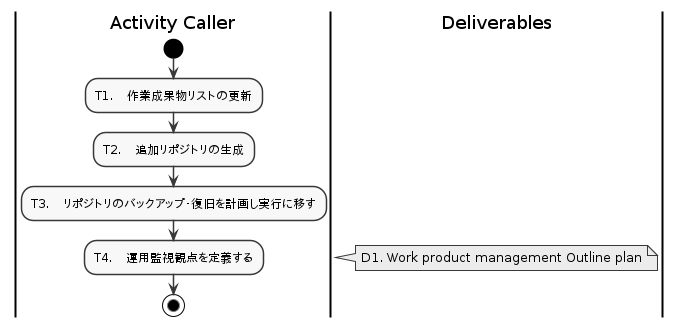 Activity Caller
Deliverables
T1. 作業成果物リストの更新
T2. 追加リポジトリの生成
T3. リポジトリのバックアップ・復旧を計画し実行に移す
T4. 運用監視観点を定義する
D1. Work product management Outline plan